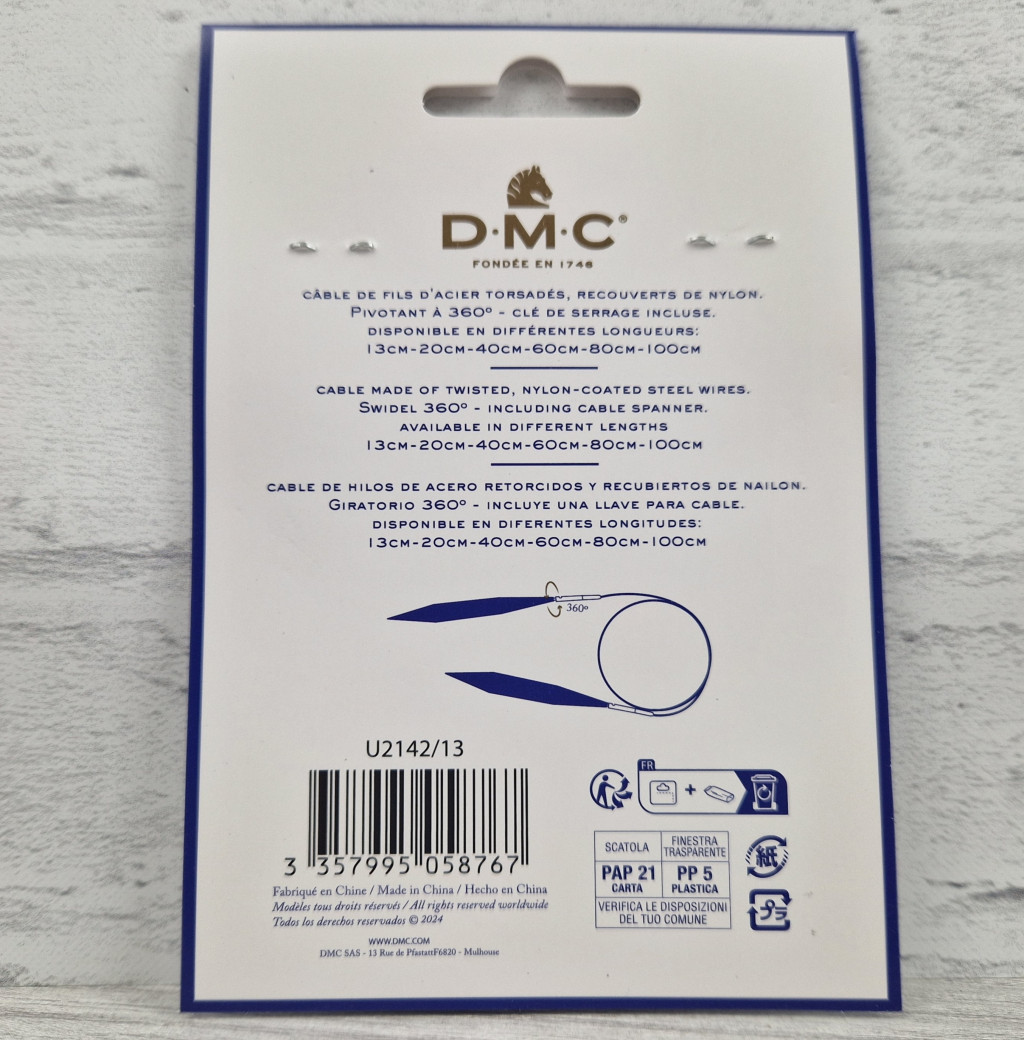 D·M·C®
FONDÉE EN 1746
CÂBLE DE FILS D'ACIER TORSADÉS, RECOUVERTS DE NYLON.
PIVOTANT À 360° - CLÉ DE SERRAGE INCLUSE.
DISPONIBLE EN DIFFÉRENTES LONGUEURS:
13CM-20CM-40CM-60CM-80CM-100CM
CABLE MADE OF TWISTED, NYLON-COATED STEEL WIRES.
SWIDEL 360° - INCLUDING CABLE SPANNER.
AVAILABLE IN DIFFERENT LENGTHS
13CM-20CM-40CM-60CM-80CM-100CM
CABLE DE HILOS DE ACERO RETORCIDOS Y RECUBIERTOS DE NAILON.
GIRATORIO 360° - INCLUYE UNA LLAVE PARA CABLE.
DISPONIBLE EN DIFERENTES LONGITUDES:
13CM-20CM-40CM-60CM-80CM-100CM
360°
U2142/13
3 357995 058767
Fabriqué en Chine / Made in China / Hecho en China
Modèles tous droits réservés / All rights reserved worldwide
Todos los derechos reservados © 2024
WWW.DMC.COM
DMC SAS - 13 Rue de PfastattF6820 - Mulhouse
FR
+
SCATOLA
FINESTRA TRASPARENTE
PAP 21 CARTA
PP 5 PLASTICA
VERIFICA LE DISPOSIZIONI
DEL TUO COMUNE
紙
プラ